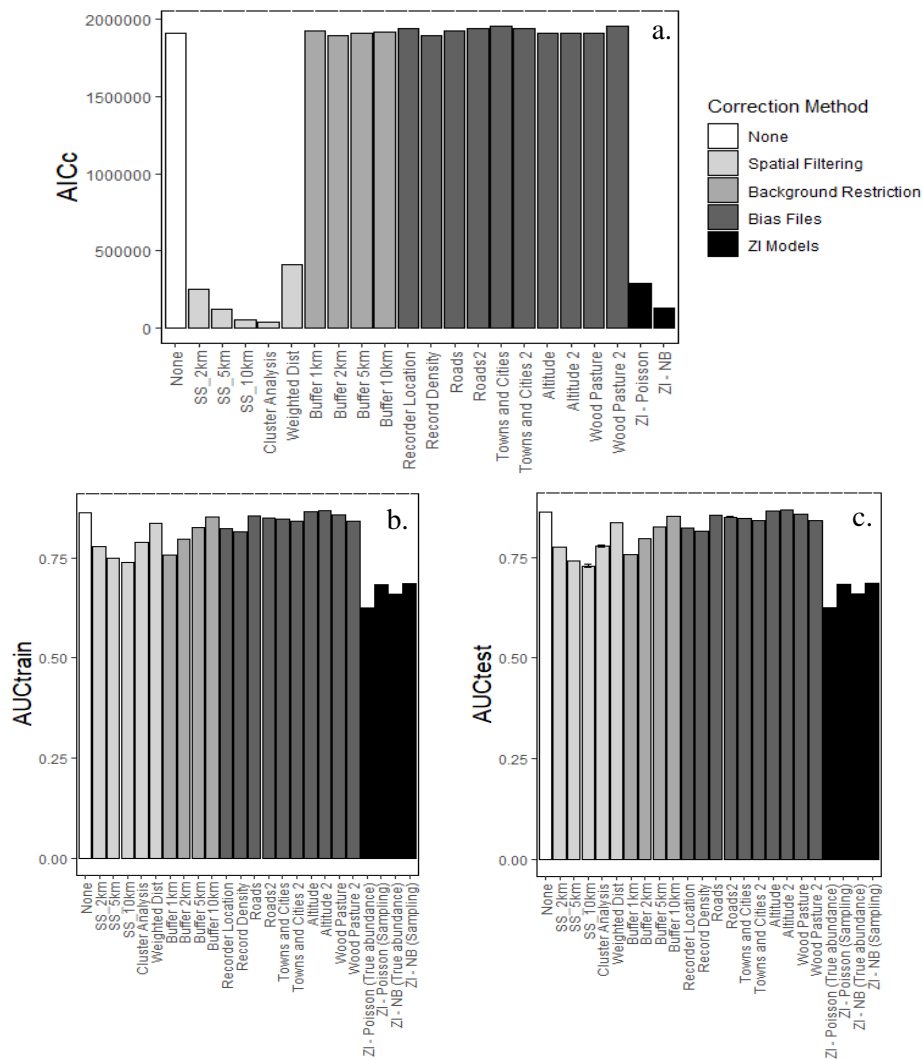 a.
AICc
2000000
1500000
1000000
500000
0
None
SS_2km
SS_5km
SS_10km
Cluster Analysis
Weighted Dist
Buffer 1km
Buffer 2km
Buffer 5km
Buffer 10km
Recorder Location
Record Density
Roads
Roads2
Towns and Cities
Towns and Cities 2
Altitude
Altitude 2
Wood Pasture
Wood Pasture 2
ZI - Poisson
ZI - NB
Correction Method
None
Spatial Filtering
Background Restriction
Bias Files
ZI Models
b.
AUCtrain
0.75
0.50
0.25
0.00
None
SS_2km
SS_5km
SS_10km
Cluster Analysis
Weighted Dist
Buffer 1km
Buffer 2km
Buffer 5km
Buffer 10km
Recorder Location
Record Density
Roads
Roads2
Towns and Cities
Towns and Cities 2
Altitude
Altitude 2
Wood Pasture
Wood Pasture 2
ZI - Poisson (True abundance)
ZI - Poisson (Sampling)
ZI - NB (True abundance)
ZI - NB (Sampling)
c.
AUCtest
0.75
0.50
0.25
0.00
None
SS_2km
SS_5km
SS_10km
Cluster Analysis
Weighted Dist
Buffer 1km
Buffer 2km
Buffer 5km
Buffer 10km
Recorder Location
Record Density
Roads
Roads2
Towns and Cities
Towns and Cities 2
Altitude
Altitude 2
Wood Pasture
Wood Pasture 2
ZI - Poisson (True abundance)
ZI - Poisson (Sampling)
ZI - NB (True abundance)
ZI - NB (Sampling)